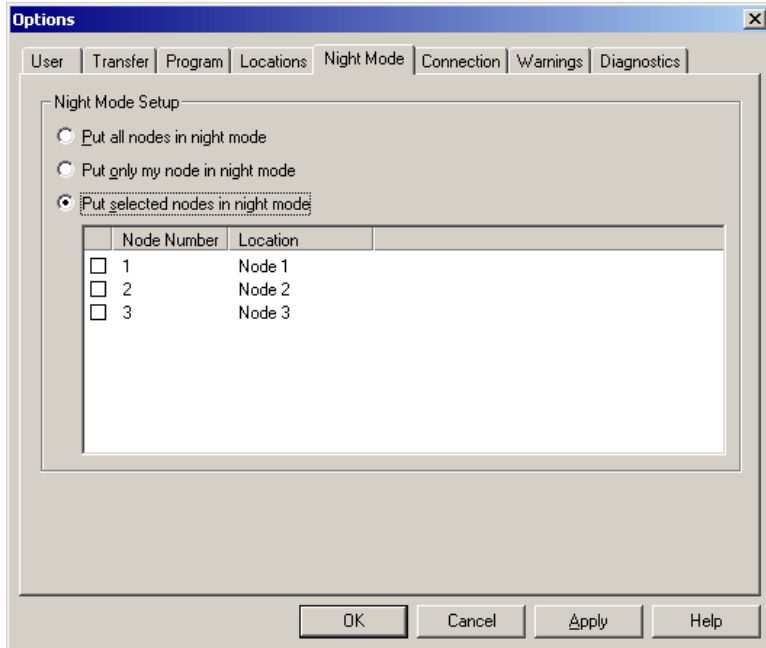 Options
User Transfer Program Locations Night Mode Connection Warnings Diagnostics
Night Mode Setup
Put all nodes in night mode
Put only my node in night mode
Put selected nodes in night mode
Node Number Location
1 Node 1
2 Node 2
3 Node 3
OK Cancel Apply Help